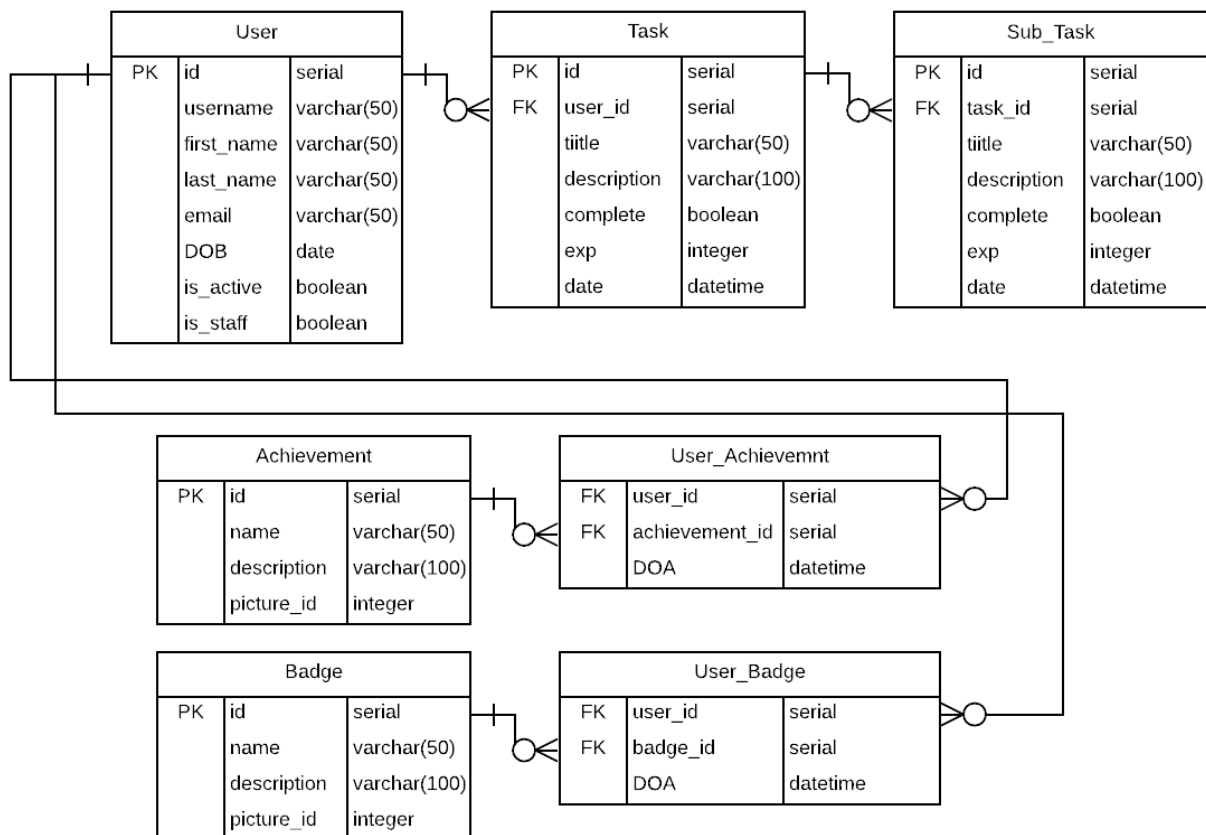 User
PK id serial
username varchar(50)
first_name varchar(50)
last_name varchar(50)
email varchar(50)
DOB date
is_active boolean
is_staff boolean
Task
PK id serial
FK user_id serial
tiitle varchar(50)
description varchar(100)
complete boolean
exp integer
date datetime
Sub_Task
PK id serial
FK task_id serial
tiitle varchar(50)
description varchar(100)
complete boolean
exp integer
date datetime
Achievement
PK id serial
name varchar(50)
description varchar(100)
picture_id integer
User_Achievemnt
FK user_id serial
FK achievement_id serial
DOA datetime
Badge
PK id serial
name varchar(50)
description varchar(100)
picture_id integer
User_Badge
FK user_id serial
FK badge_id serial
DOA datetime